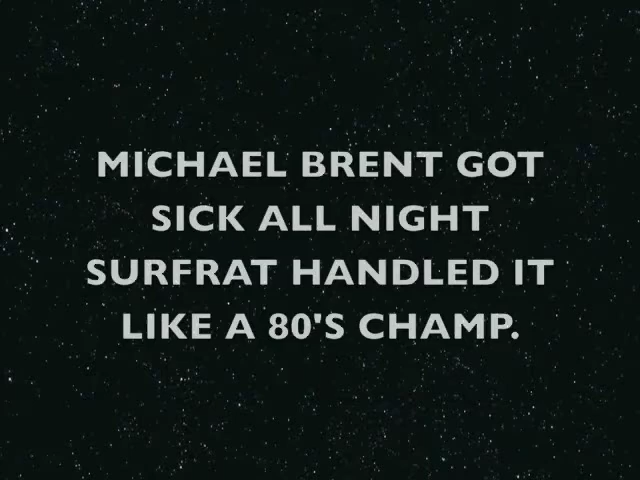 MICHAEL BRENT GOT
SICK ALL NIGHT
SURFRAT HANDLED IT
LIKE A 80'S CHAMP.